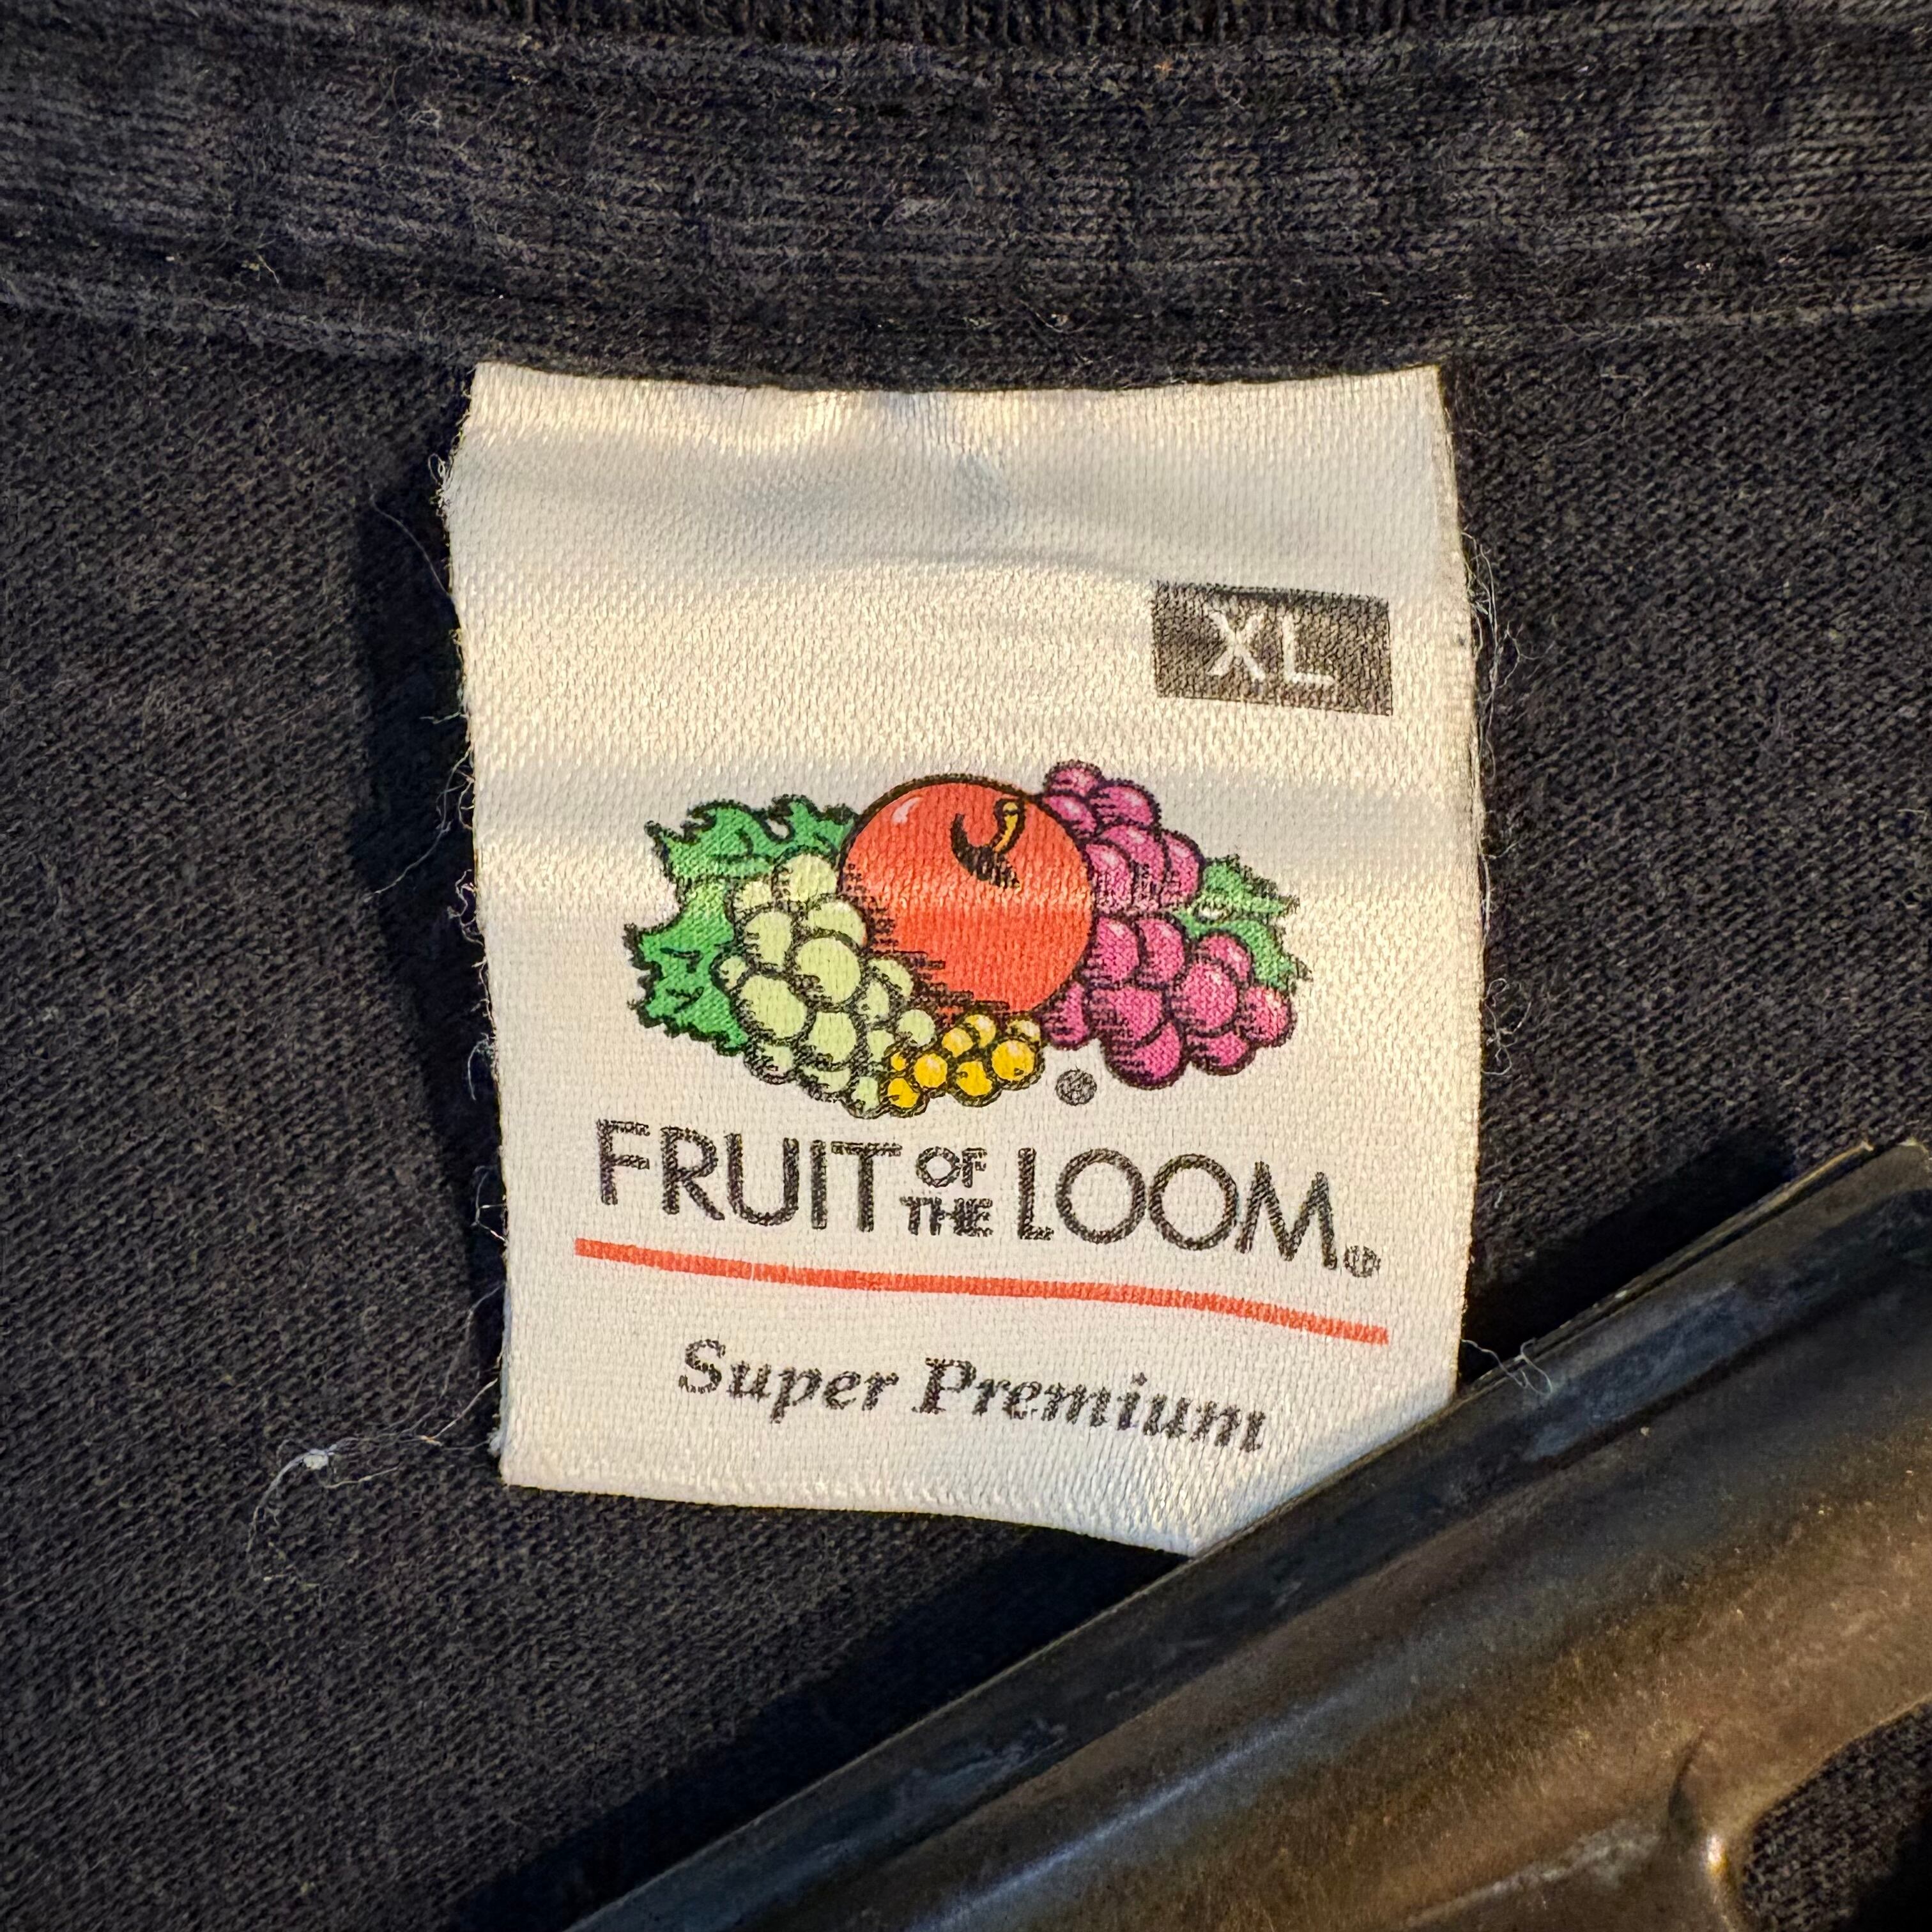 XL
FRUIT OF THE LOOM®
Super Premium